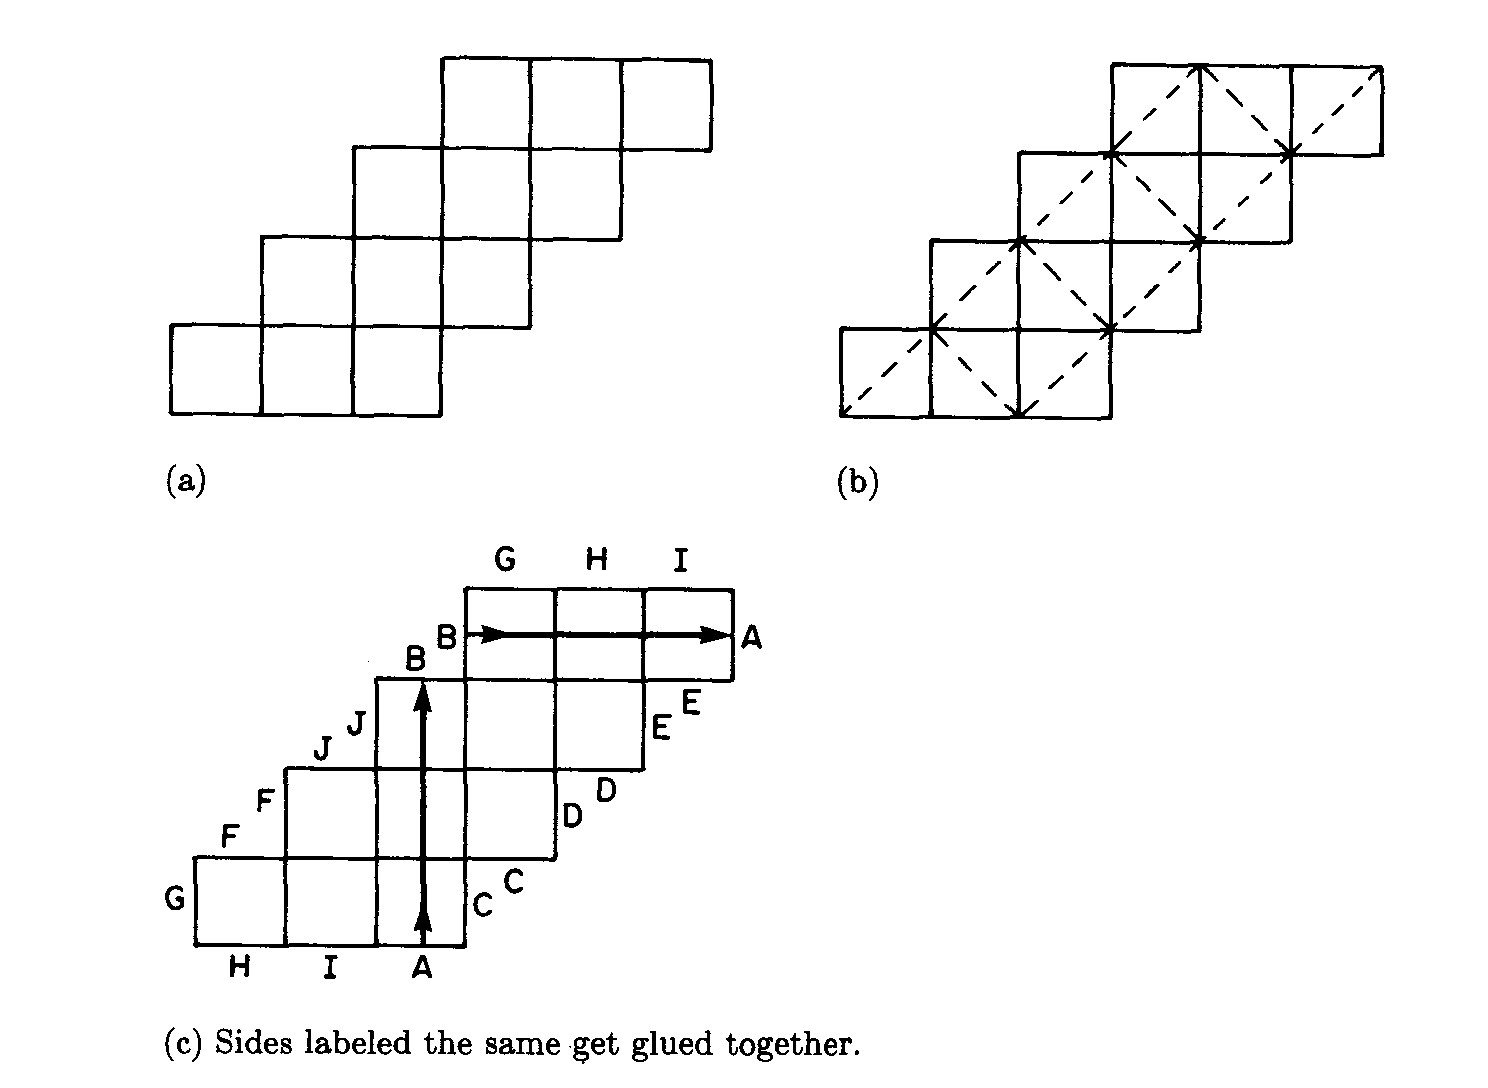 (a)
(b)
G H I
B A
B
J E
J E
F D
D
F
G C
C
H I A
(c) Sides labeled the same get glued together.